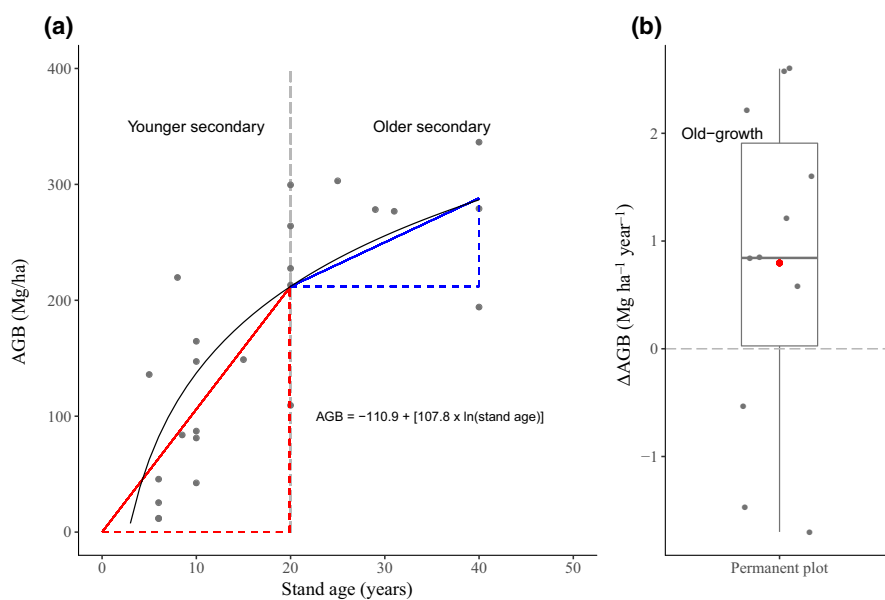 (a)
AGB (Mg/ha)
400
300
200
100
0
Younger secondary
Older secondary
AGB = −110.9 + [107.8 x ln(stand age)]
0
10
20
30
40
50
Stand age (years)
(b)
ΔAGB (Mg ha⁻¹ year⁻¹)
2
1
0
−1
Old−growth
Permanent plot